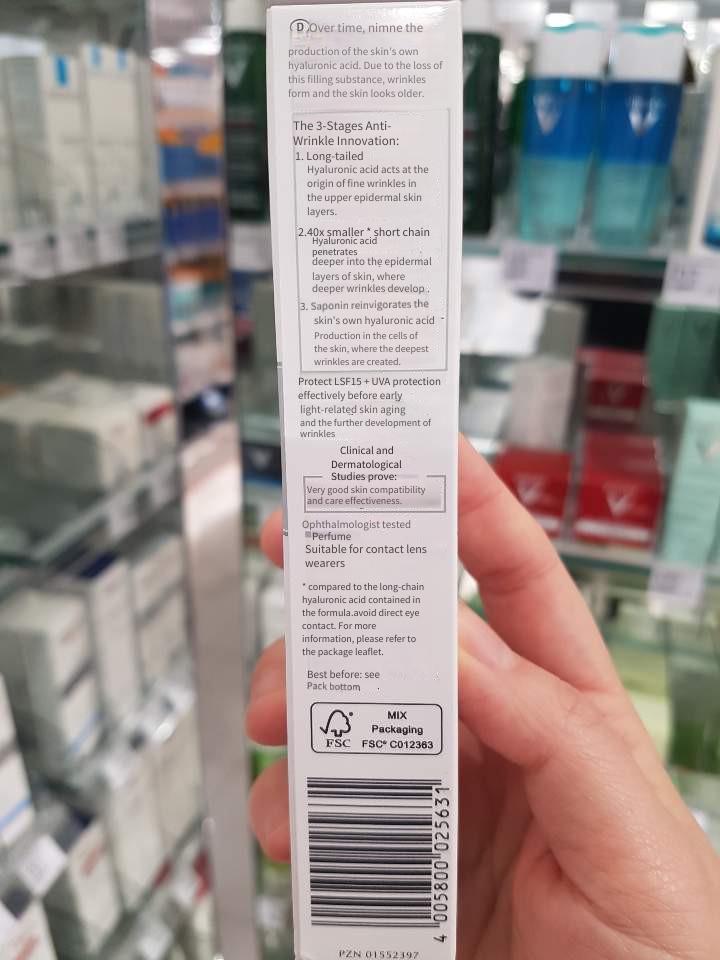 D Over time, nimne the
production of the skin's own
hyaluronic acid. Due to the loss of
this filling substance, wrinkles
form and the skin looks older.
The 3-Stages Anti-
Wrinkle Innovation:
1. Long-tailed
Hyaluronic acid acts at the
origin of fine wrinkles in
the upper epidermal skin
layers.
2.40x smaller * short chain
Hyaluronic acid
penetrates
deeper into the epidermal
layers of skin, where
deeper wrinkles develop.
3. Saponin reinvigorates the
skin's own hyaluronic acid -
Production in the cells of
the skin, where the deepest
wrinkles are created.
Protect LSF15 + UVA protection
effectively before early
light-related skin aging
and the further development of
wrinkles
Clinical and
Dermatological
Studies prove:
Very good skin compatibility
and care effectiveness.
Ophthalmologist tested
Perfume
Suitable for contact lens
wearers
* compared to the long-chain
hyaluronic acid contained in
the formula.avoid direct eye
contact. For more
information, please refer to
the package leaflet.
Best before: see
Pack bottom .
FSC
MIX
Packaging
FSC® C012363
4 005800 025631
PZN 01552397